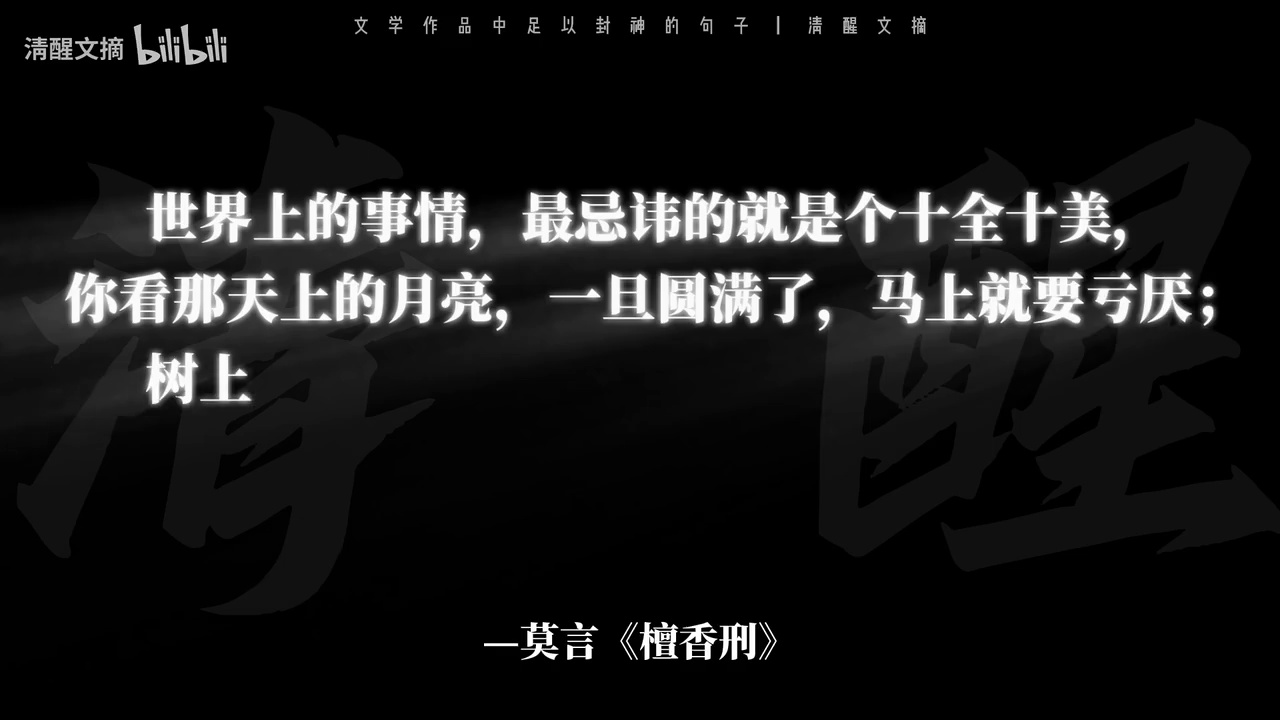 文学作品中足以封神的句子 | 清醒文摘
清醒文摘 bilibili
清醒
世界上的事情，最忌讳的就是个十全十美，
你看那天上的月亮，一旦圆满了，马上就要亏厌；
树上
—莫言《檀香刑》